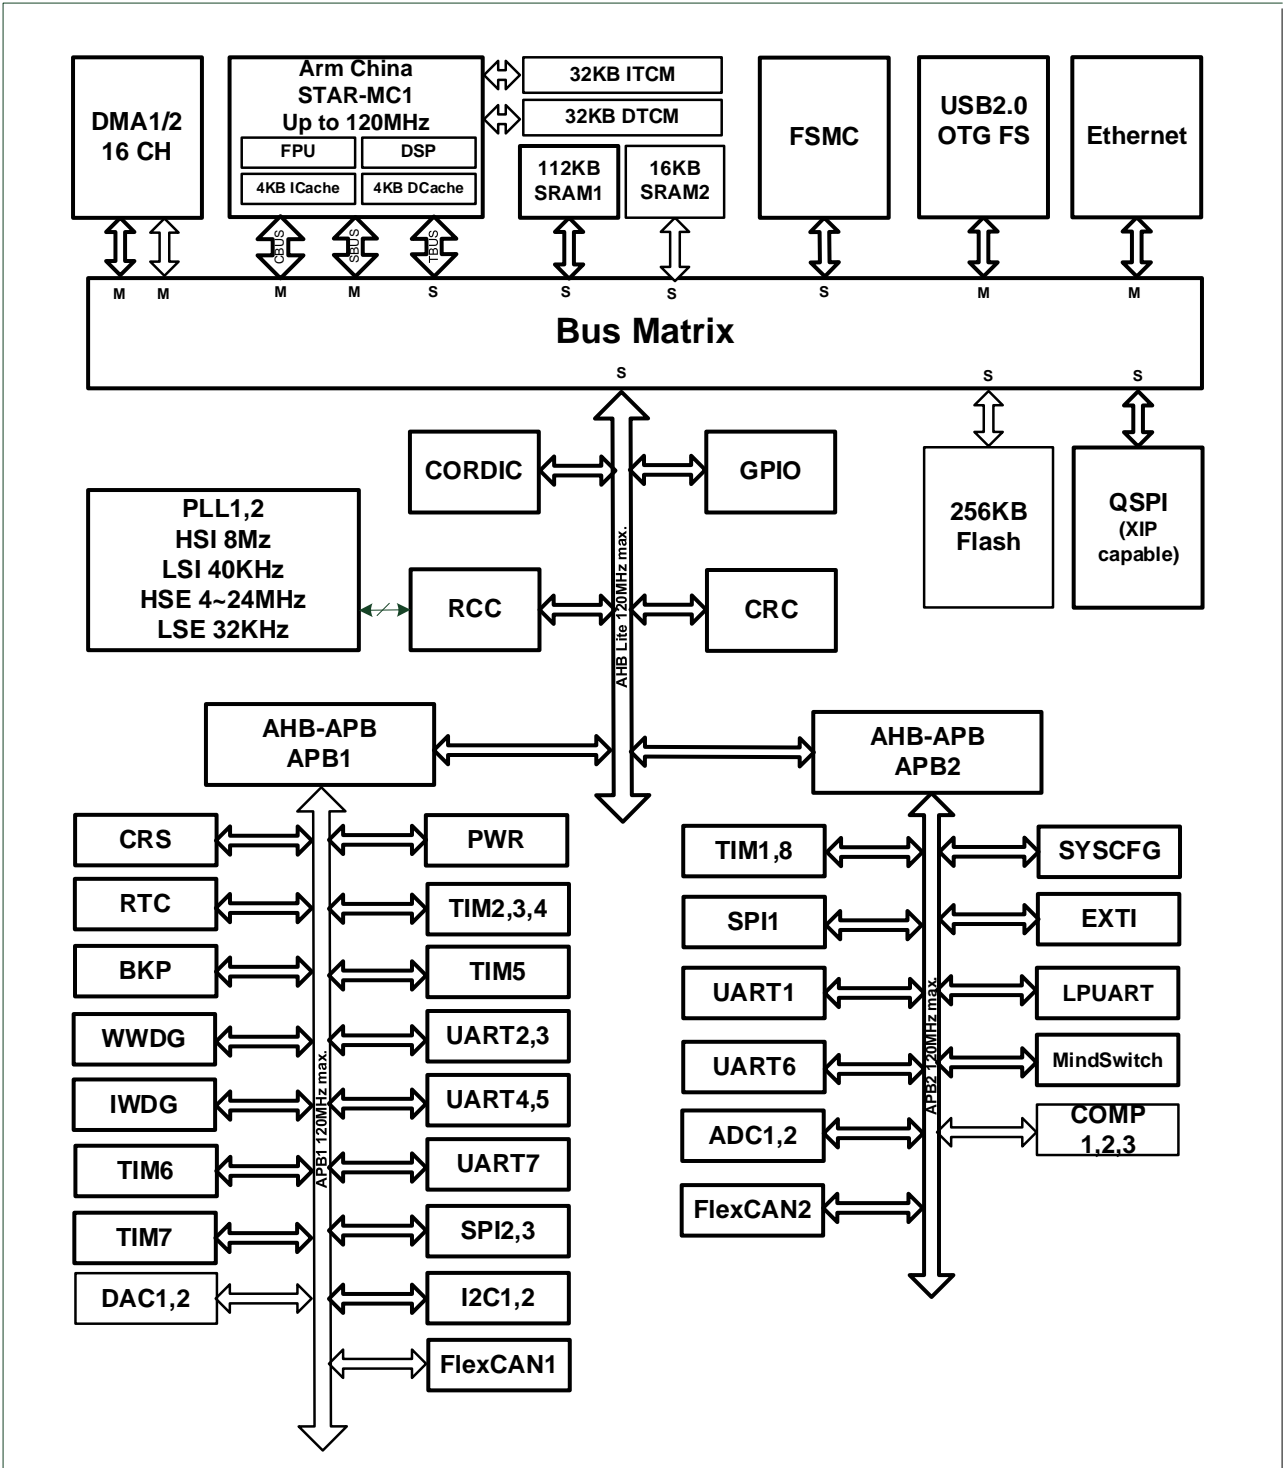 DMA1/2
16 CH
Arm China
STAR-MC1
Up to 120MHz
FPU
DSP
4KB ICache
4KB DCache
32KB ITCM
32KB DTCM
112KB
SRAM1
16KB
SRAM2
FSMC
USB2.0
OTG FS
Ethernet
CBUS
SBUS
TBUS
M
M
M
M
S
S
S
S
M
M
Bus Matrix
S
S
S
CORDIC
GPIO
256KB
Flash
QSPI
(XIP
capable)
PLL1,2
HSI 8Mz
LSI 40KHz
HSE 4~24MHz
LSE 32KHz
RCC
CRC
AHB Lite 120MHz max.
AHB-APB
APB1
AHB-APB
APB2
CRS
PWR
RTC
TIM2,3,4
BKP
TIM5
WWDG
UART2,3
IWDG
UART4,5
TIM6
UART7
TIM7
SPI2,3
DAC1,2
I2C1,2
FlexCAN1
APB1 120MHz max.
TIM1,8
SYSCFG
SPI1
EXTI
UART1
LPUART
UART6
MindSwitch
ADC1,2
COMP
1,2,3
FlexCAN2
APB2 120MHz max.